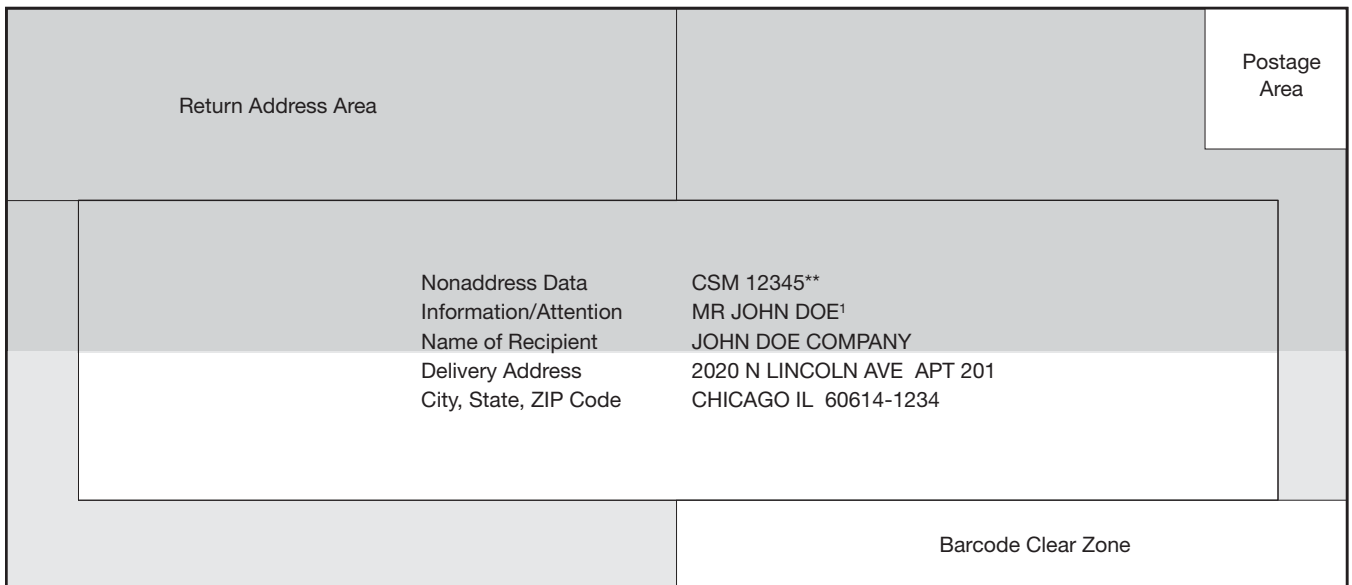 Return Address Area
Postage
Area
Nonaddress Data CSM 12345**
Information/Attention MR JOHN DOE¹
Name of Recipient JOHN DOE COMPANY
Delivery Address 2020 N LINCOLN AVE  APT 201
City, State, ZIP Code CHICAGO IL  60614-1234
Barcode Clear Zone